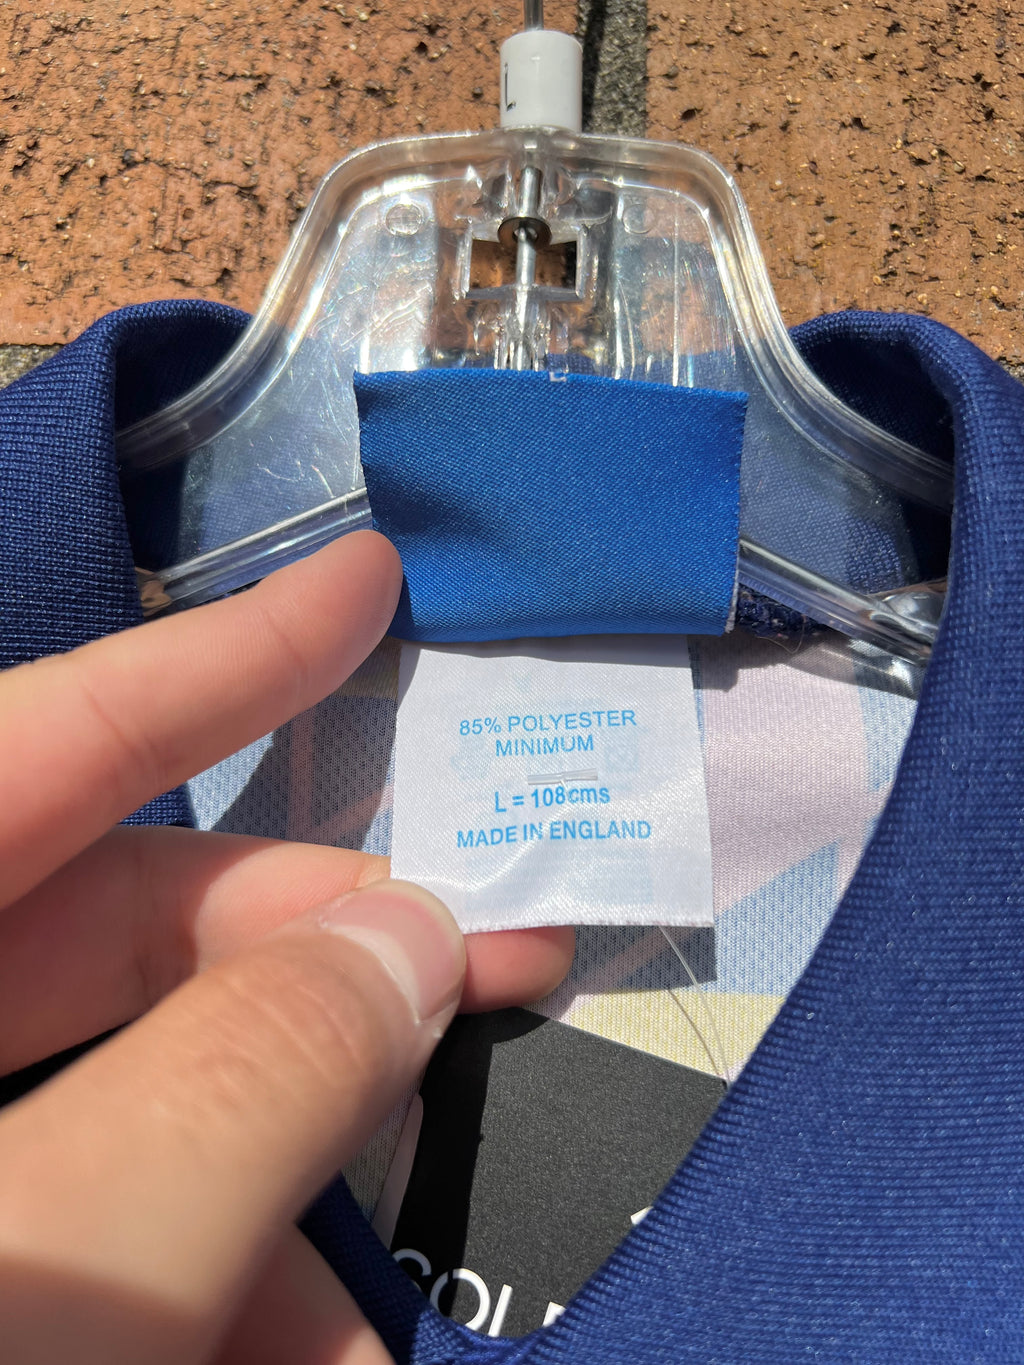 L
85% POLYESTER
MINIMUM
L = 108cms
MADE IN ENGLAND